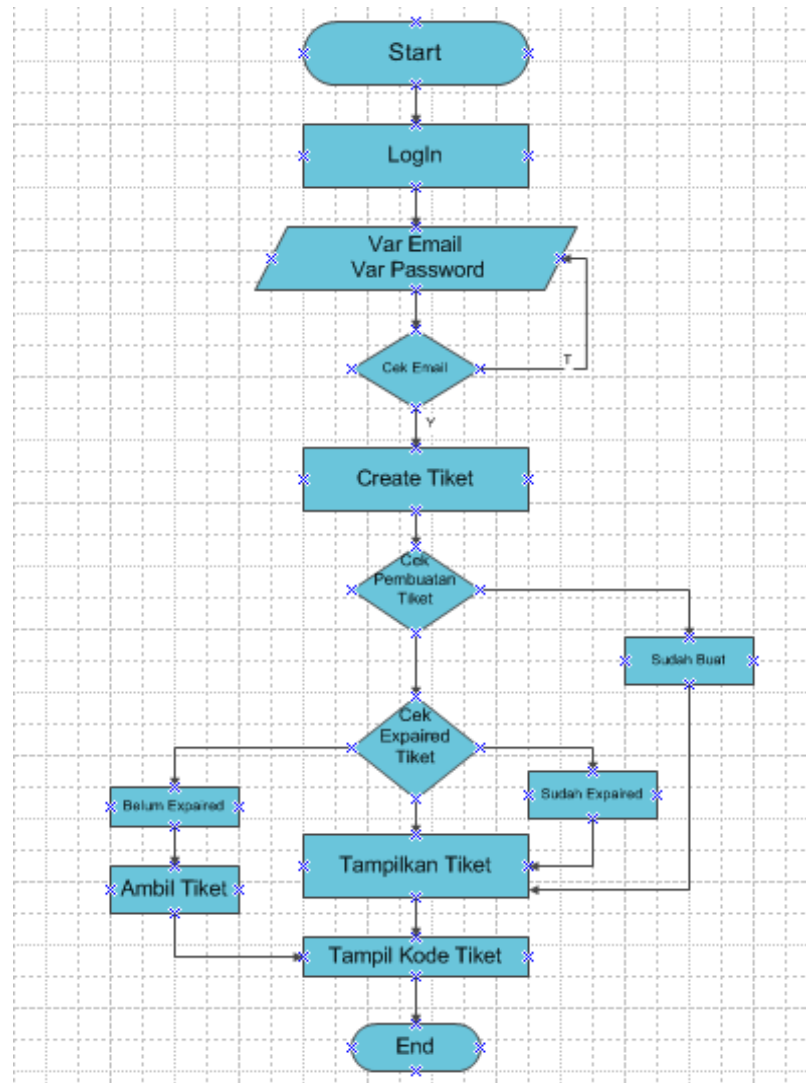 Start
LogIn
Var Email
Var Password
Cek Email
T
Y
Create Tiket
Cek
Pembuatan
Tiket
Sudah Buat
Cek
Expaired
Tiket
Belum Expaired
Sudah Expaired
Tampilkan Tiket
Ambil Tiket
Tampil Kode Tiket
End